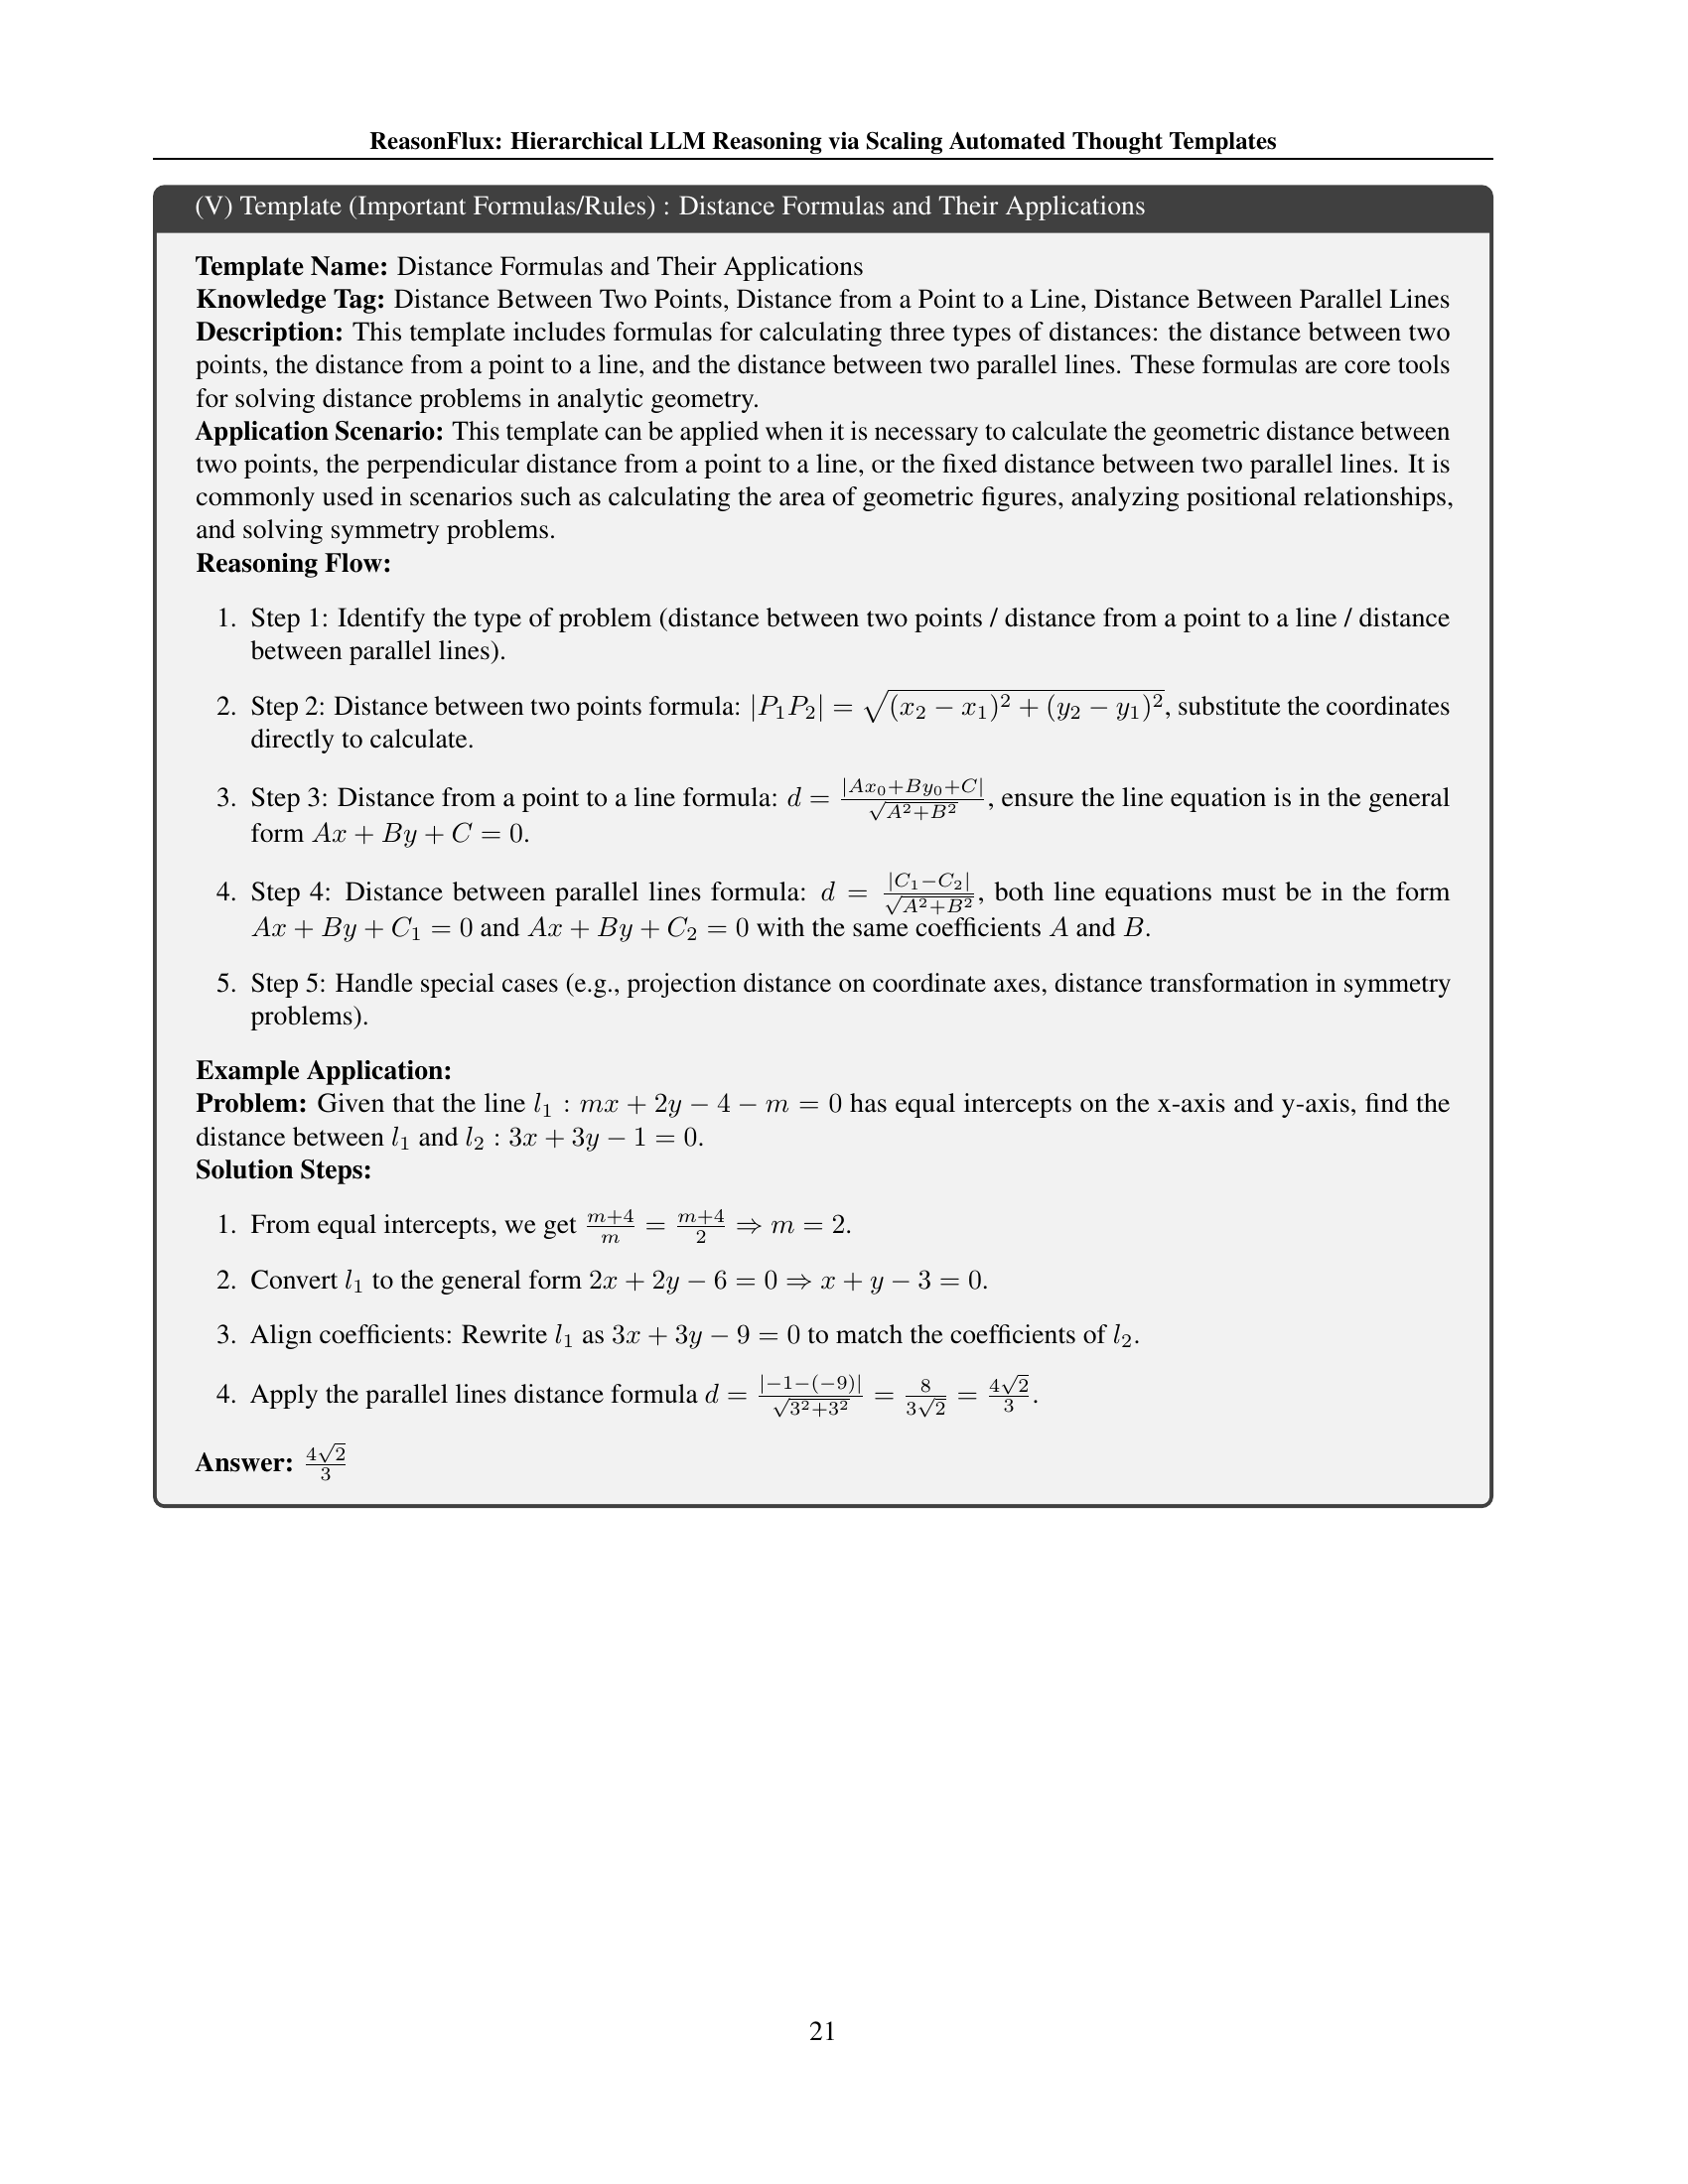 ReasonFlux: Hierarchical LLM Reasoning via Scaling Automated Thought Templates
(V) Template (Important Formulas/Rules) : Distance Formulas and Their Applications
Template Name: Distance Formulas and Their Applications
Knowledge Tag: Distance Between Two Points, Distance from a Point to a Line, Distance Between Parallel Lines
Description: This template includes formulas for calculating three types of distances: the distance between two
points, the distance from a point to a line, and the distance between two parallel lines. These formulas are core tools
for solving distance problems in analytic geometry.
Application Scenario: This template can be applied when it is necessary to calculate the geometric distance between
two points, the perpendicular distance from a point to a line, or the fixed distance between two parallel lines. It is
commonly used in scenarios such as calculating the area of geometric figures, analyzing positional relationships,
and solving symmetry problems.
Reasoning Flow:
1. Step 1: Identify the type of problem (distance between two points / distance from a point to a line / distance
between parallel lines).
2. Step 2: Distance between two points formula: $|P_1P_2| = \sqrt{(x_2 - x_1)^2 + (y_2 - y_1)^2}$, substitute the coordinates
directly to calculate.
3. Step 3: Distance from a point to a line formula: $d = \frac{|Ax_0+By_0+C|}{\sqrt{A^2+B^2}}$, ensure the line equation is in the general
form $Ax + By + C = 0$.
4. Step 4: Distance between parallel lines formula: $d = \frac{|C_1-C_2|}{\sqrt{A^2+B^2}}$, both line equations must be in the form
$Ax + By + C_1 = 0$ and $Ax + By + C_2 = 0$ with the same coefficients $A$ and $B$.
5. Step 5: Handle special cases (e.g., projection distance on coordinate axes, distance transformation in symmetry
problems).
Example Application:
Problem: Given that the line $l_1 : mx + 2y - 4 - m = 0$ has equal intercepts on the x-axis and y-axis, find the
distance between $l_1$ and $l_2 : 3x + 3y - 1 = 0$.
Solution Steps:
1. From equal intercepts, we get $\frac{m+4}{m} = \frac{m+4}{2} \Rightarrow m = 2$.
2. Convert $l_1$ to the general form $2x + 2y - 6 = 0 \Rightarrow x + y - 3 = 0$.
3. Align coefficients: Rewrite $l_1$ as $3x + 3y - 9 = 0$ to match the coefficients of $l_2$.
4. Apply the parallel lines distance formula $d = \frac{|-1-(-9)|}{\sqrt{3^2+3^2}} = \frac{8}{3\sqrt{2}} = \frac{4\sqrt{2}}{3}$.
Answer: $\frac{4\sqrt{2}}{3}$
21